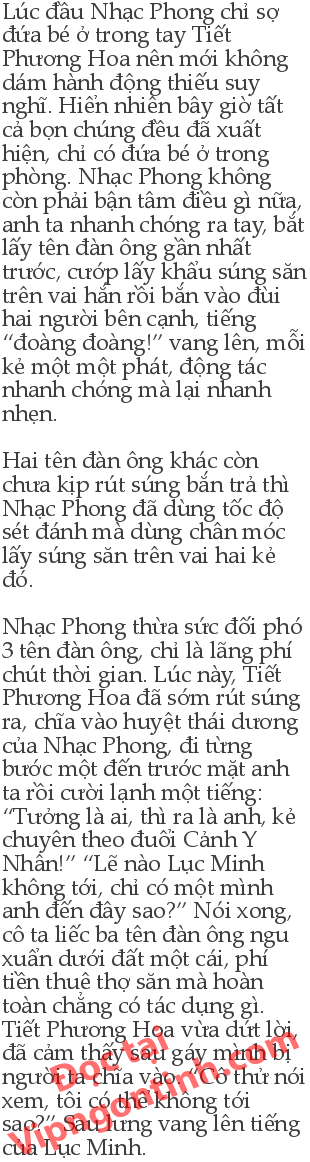 Lúc đầu Nhạc Phong chỉ sợ
đứa bé ở trong tay Tiết
Phương Hoa nên mới không
dám hành động thiếu suy
nghĩ. Hiển nhiên bây giờ tất
cả bọn chúng đều đã xuất
hiện, chỉ có đứa bé ở trong
phòng. Nhạc Phong không
còn phải bận tâm điều gì nữa,
anh ta nhanh chóng ra tay, bắt
lấy tên đàn ông gần nhất
trước, cướp lấy khẩu súng săn
trên vai hắn rồi bắn vào đùi
hai người bên cạnh, tiếng
“đoàng đoàng!” vang lên, mỗi
kẻ một một phát, động tác
nhanh chóng mà lại nhanh
nhẹn.
Hai tên đàn ông khác còn
chưa kịp rút súng bắn trả thì
Nhạc Phong đã dùng tốc độ
sét đánh mà dùng chân móc
lấy súng săn trên vai hai kẻ
đó.
Nhạc Phong thừa sức đối phó
3 tên đàn ông, chỉ là lãng phí
chút thời gian. Lúc này, Tiết
Phương Hoa đã sớm rút súng
ra, chĩa vào huyệt thái dương
của Nhạc Phong, đi từng
bước một đến trước mặt anh
ta rồi cười lạnh một tiếng:
“Tưởng là ai, thì ra là anh, kẻ
chuyên theo đuổi Cảnh Y
Nhân!” “Lẽ nào Lục Minh
không tới, chỉ có một mình
anh đến đây sao?” Nói xong,
cô ta liếc ba tên đàn ông ngu
xuẩn dưới đất một cái, phí
tiền thuê thợ săn mà hoàn
toàn chẳng có tác dụng gì.
Tiết Phương Hoa vừa dứt lời,
đã cảm thấy sau gáy mình bị
người ta chĩa vào. “Cô thử nói
xem, tôi có thể không tới
sao?” Sau lưng vang lên tiếng
của Lục Minh.
Đọc tại
Vipngontinh.com